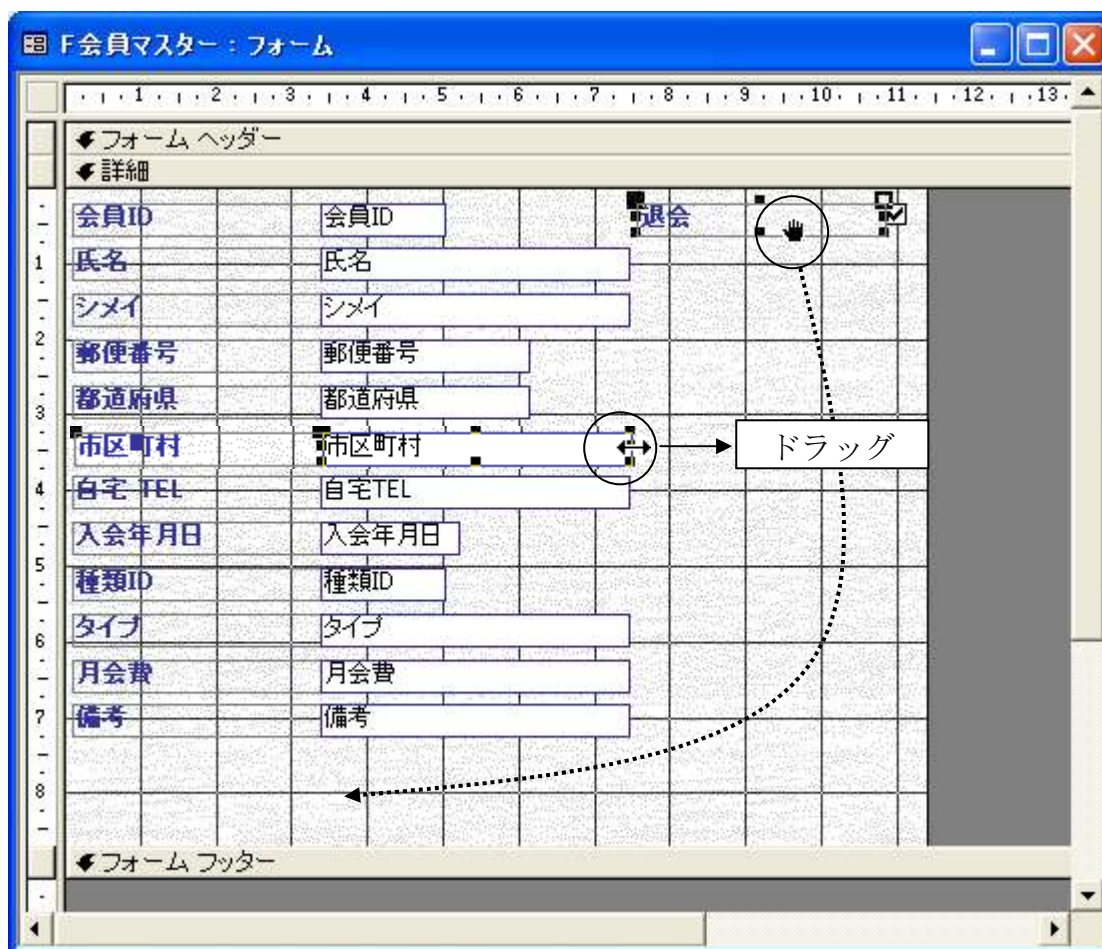 F会員マスター：フォーム
1 2 3 4 5 6 7 8 9 10 11 12 13
フォーム ヘッダー
詳細
会員ID 会員ID 退会
1 氏名 氏名
シメイ シメイ
2 郵便番号 郵便番号
都道府県 都道府県
3
市区町村 市区町村 ドラッグ
4 自宅 TEL 自宅TEL
入会年月日 入会年月日
5 種類ID 種類ID
タイプ タイプ
6
月会費 月会費
7 備考 備考
8
フォーム フッター